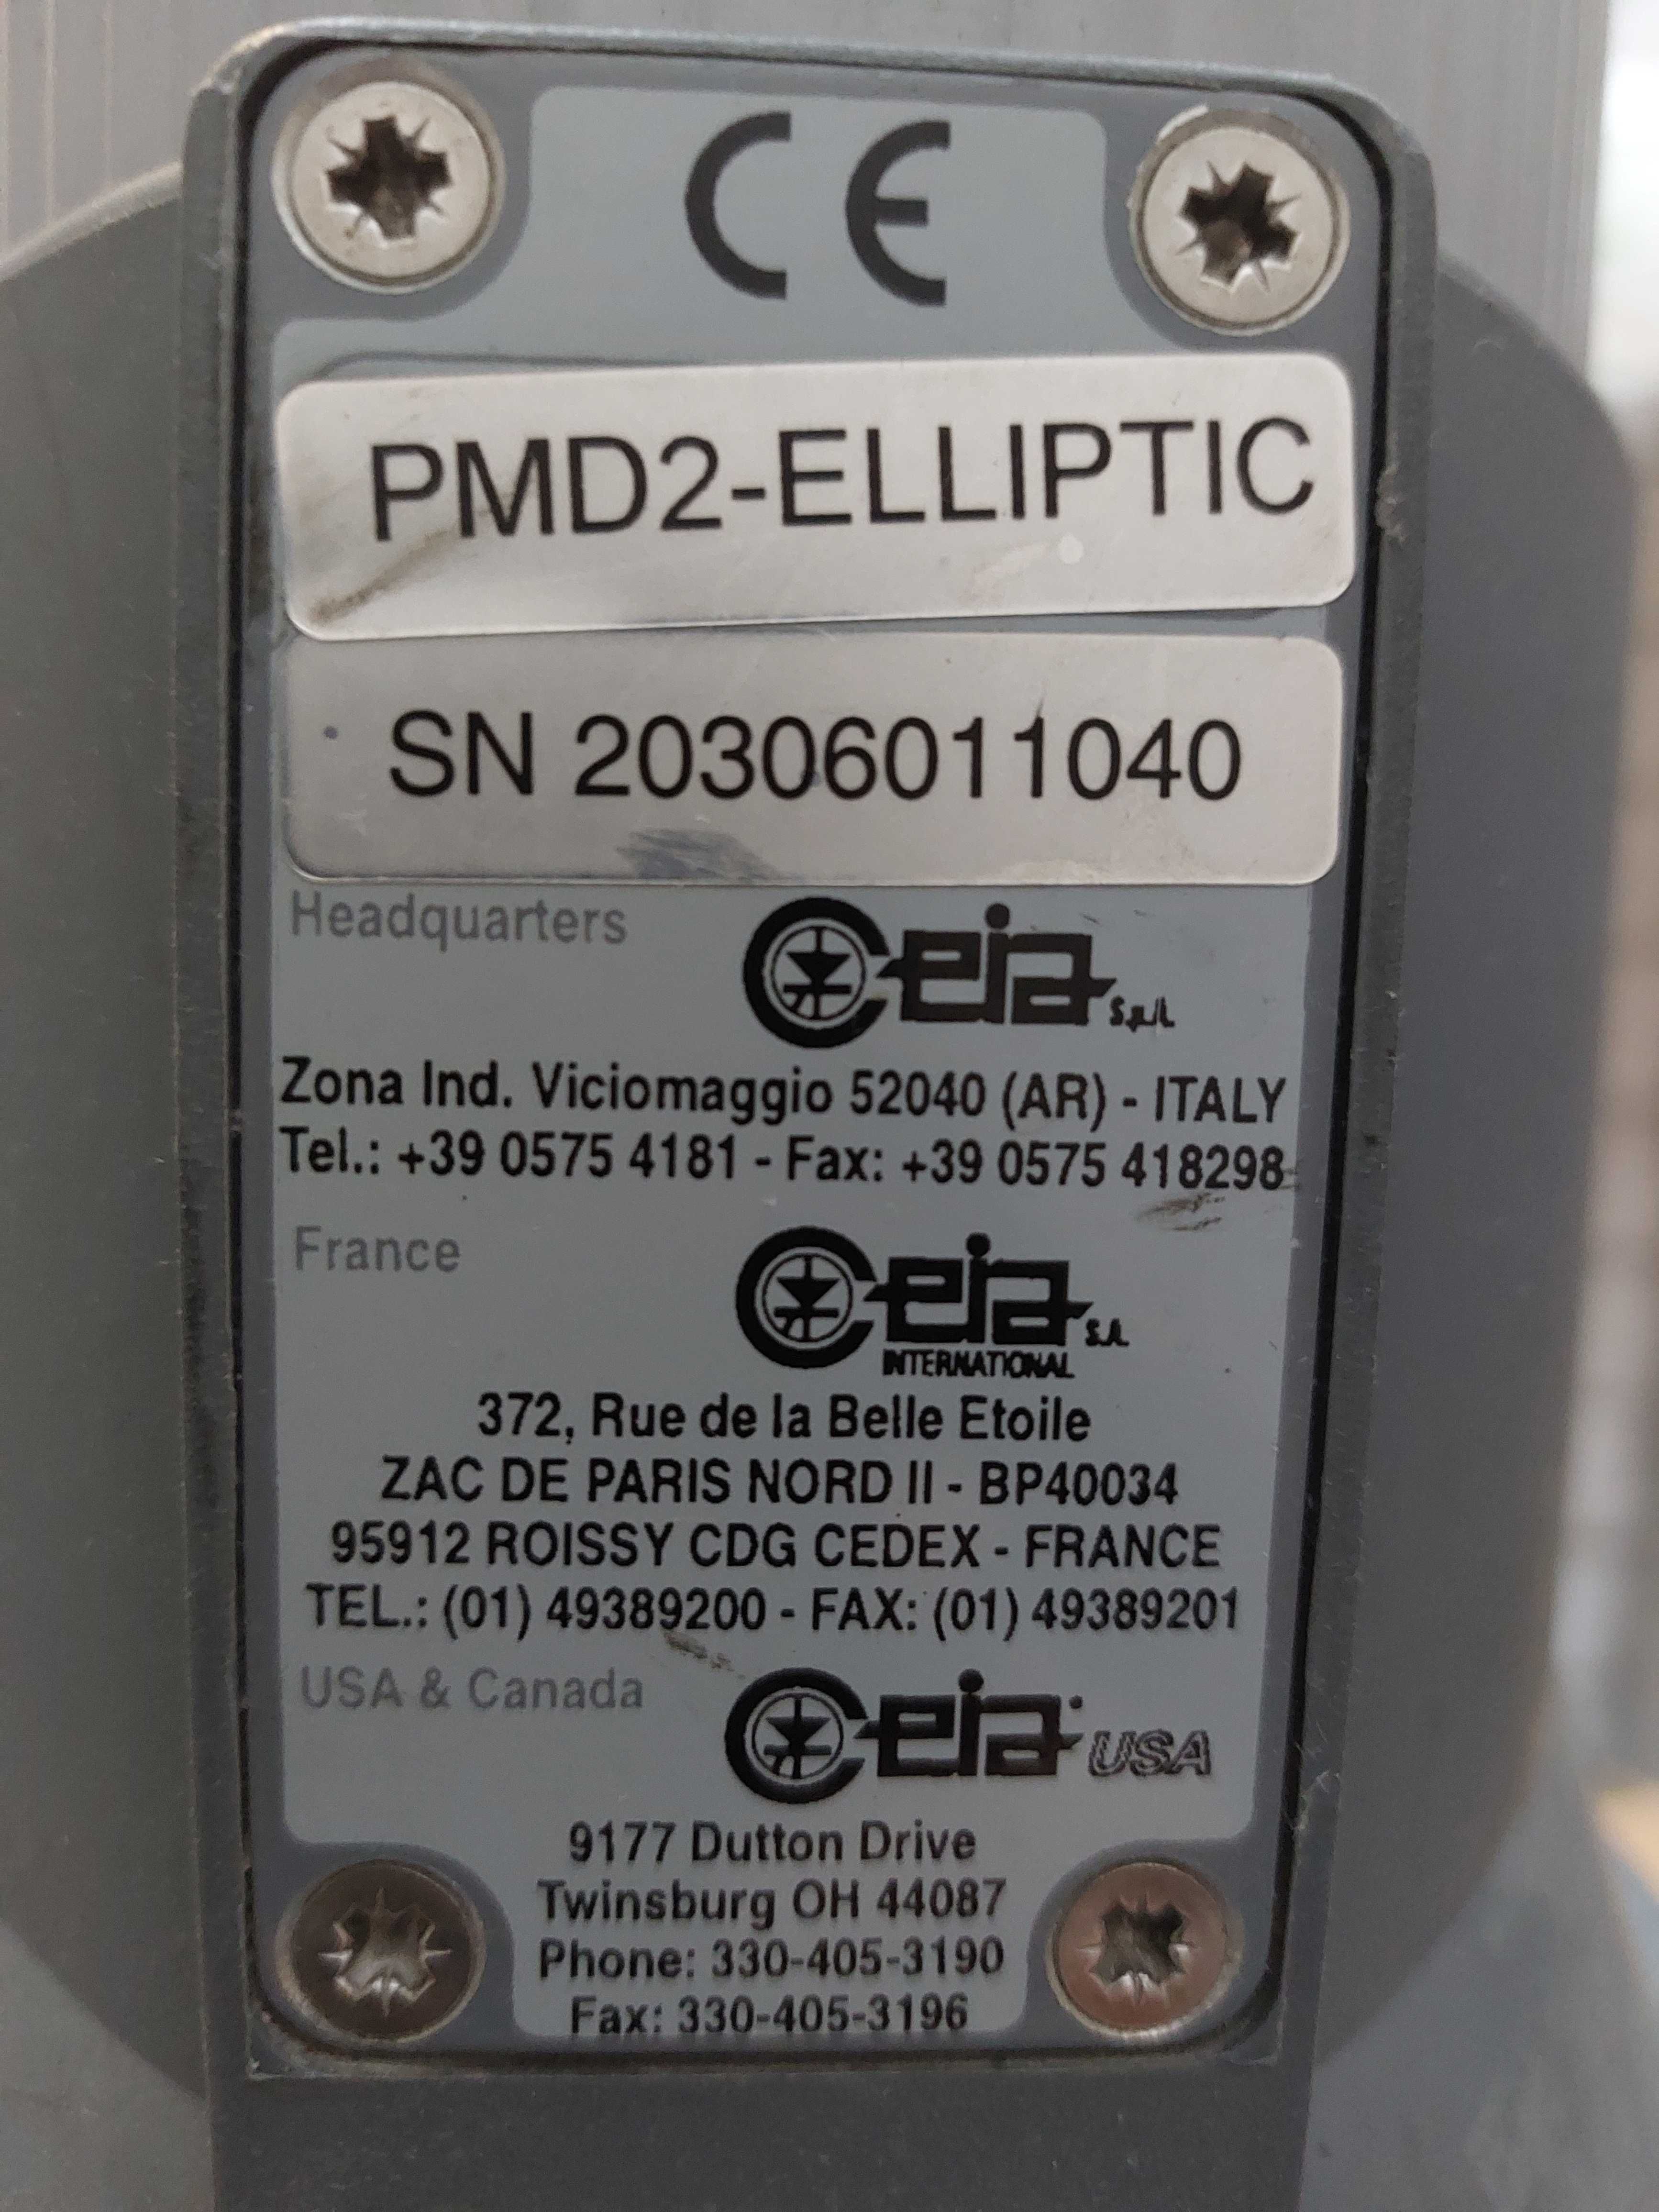 CE
PMD2-ELLIPTIC
SN 20306011040
Headquarters
Ceia S.p.A.
Zona Ind. Viciomaggio 52040 (AR) - ITALY
Tel.: +39 0575 4181 - Fax: +39 0575 418298
France
Ceia S.A.
INTERNATIONAL
372, Rue de la Belle Etoile
ZAC DE PARIS NORD II - BP40034
95912 ROISSY CDG CEDEX - FRANCE
TEL.: (01) 49389200 - FAX: (01) 49389201
USA & Canada
Ceia USA
9177 Dutton Drive
Twinsburg OH 44087
Phone: 330-405-3190
Fax: 330-405-3196